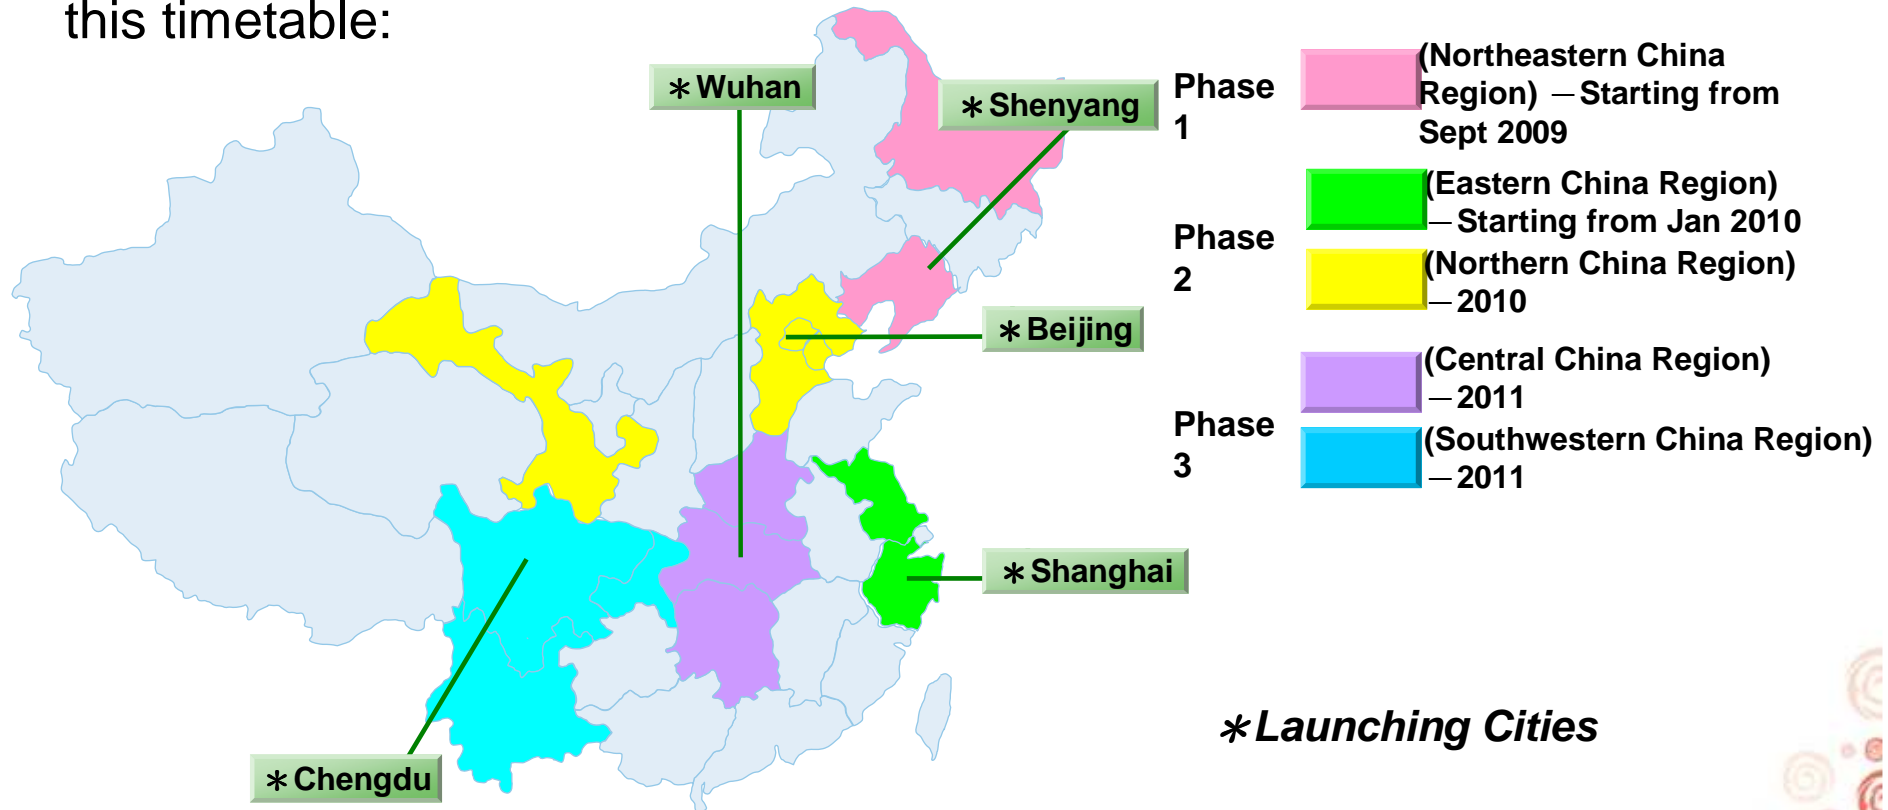 this timetable:
∗Wuhan
∗Shenyang
∗Beijing
∗Shanghai
∗Chengdu
Phase
1
(Northeastern China
Region) –Starting from
Sept 2009
Phase
2
(Eastern China Region)
–Starting from Jan 2010
(Northern China Region)
–2010
Phase
3
(Central China Region)
–2011
(Southwestern China Region)
–2011
∗Launching Cities